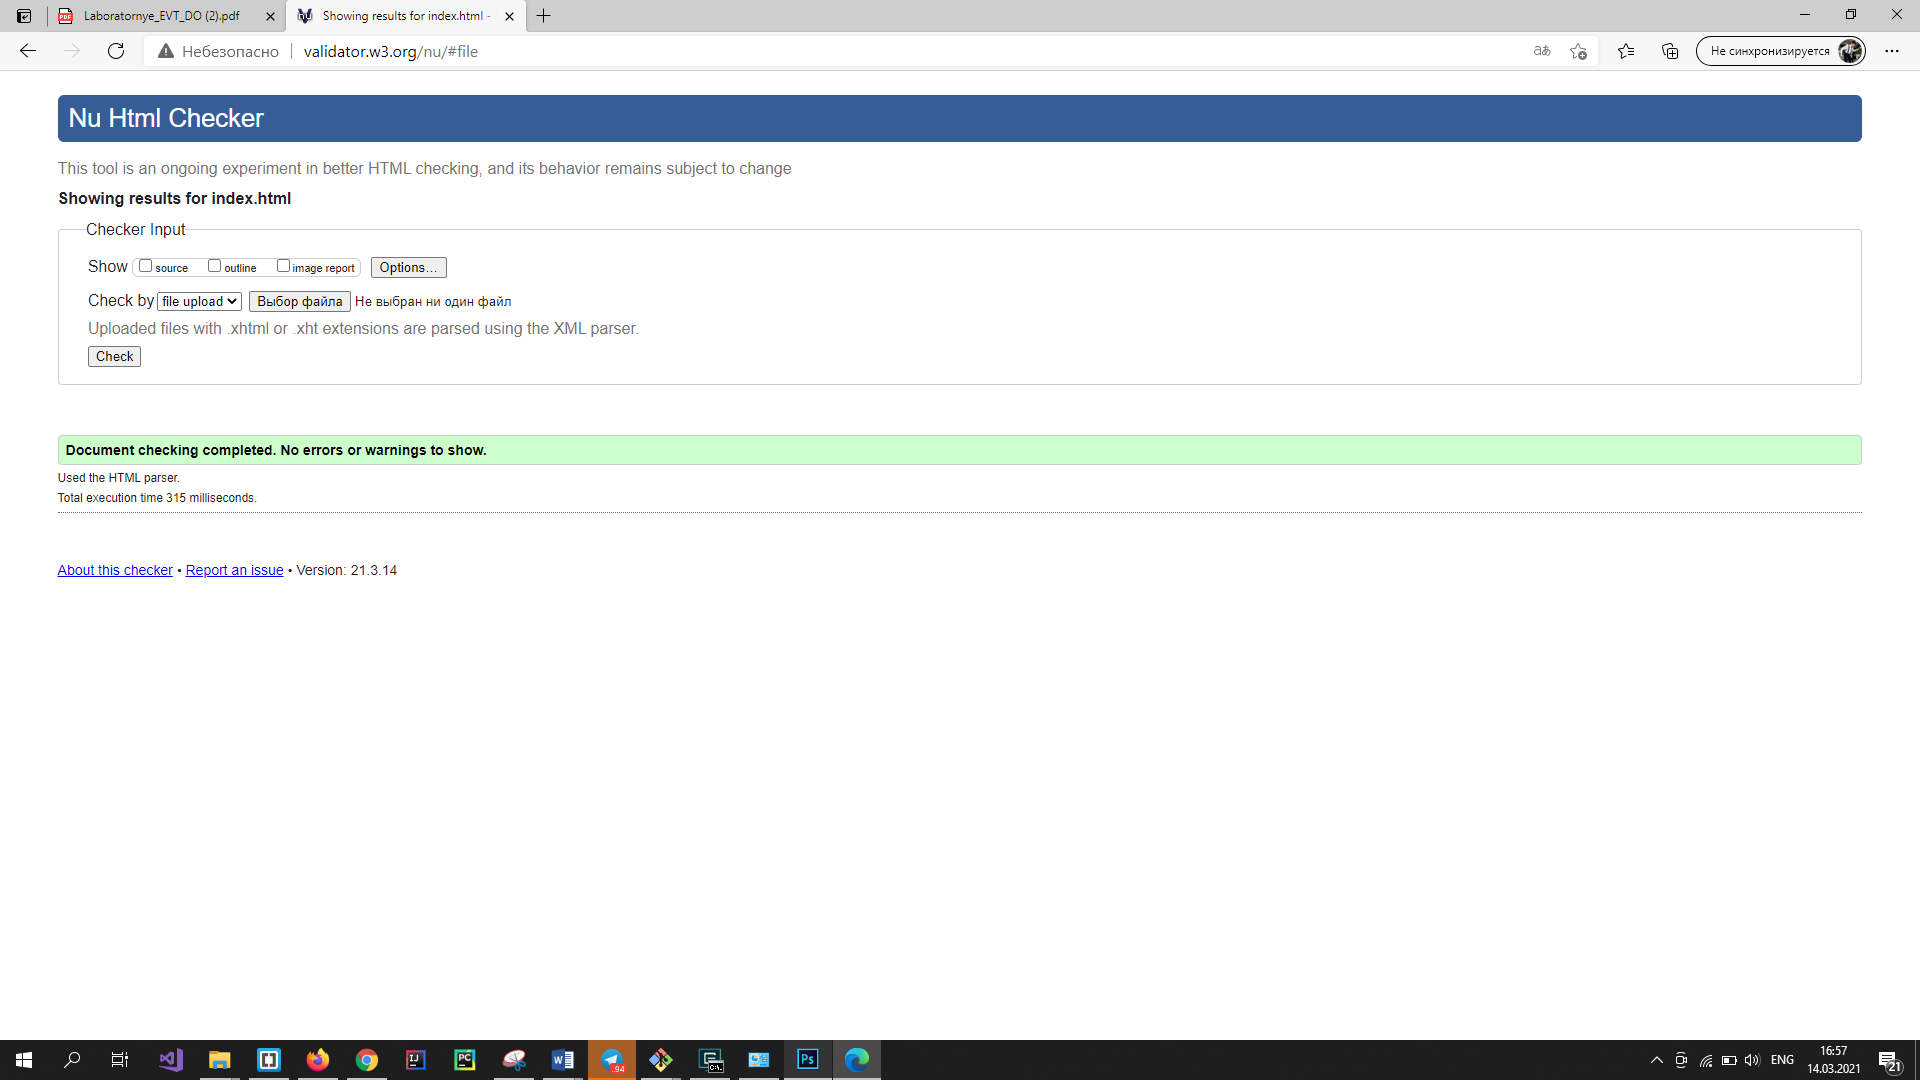 Laboratornye_EVT_DO (2).pdf
Showing results for index.html -
Небезопасно
validator.w3.org/nu/#file
Не синхронизируется
Nu Html Checker
This tool is an ongoing experiment in better HTML checking, and its behavior remains subject to change
Showing results for index.html
Checker Input
Show source outline image report Options...
Check by file upload Выбор файла Не выбран ни один файл
Uploaded files with .xhtml or .xht extensions are parsed using the XML parser.
Check
Document checking completed. No errors or warnings to show.
Used the HTML parser.
Total execution time 315 milliseconds.
About this checker • Report an issue • Version: 21.3.14
ENG
16:57
14.03.2021
21